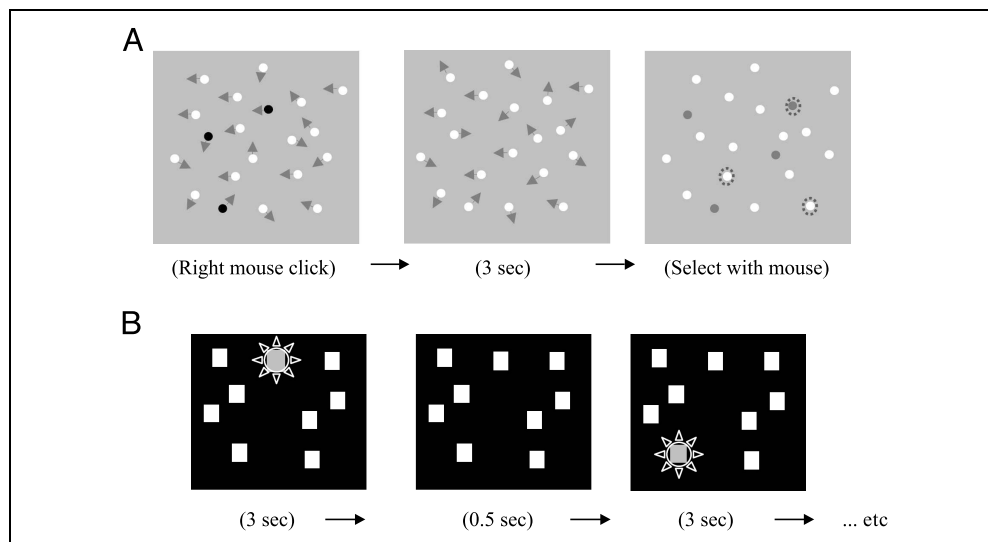 A
(Right mouse click) (3 sec) (Select with mouse)
B
(3 sec) (0.5 sec) (3 sec) ... etc